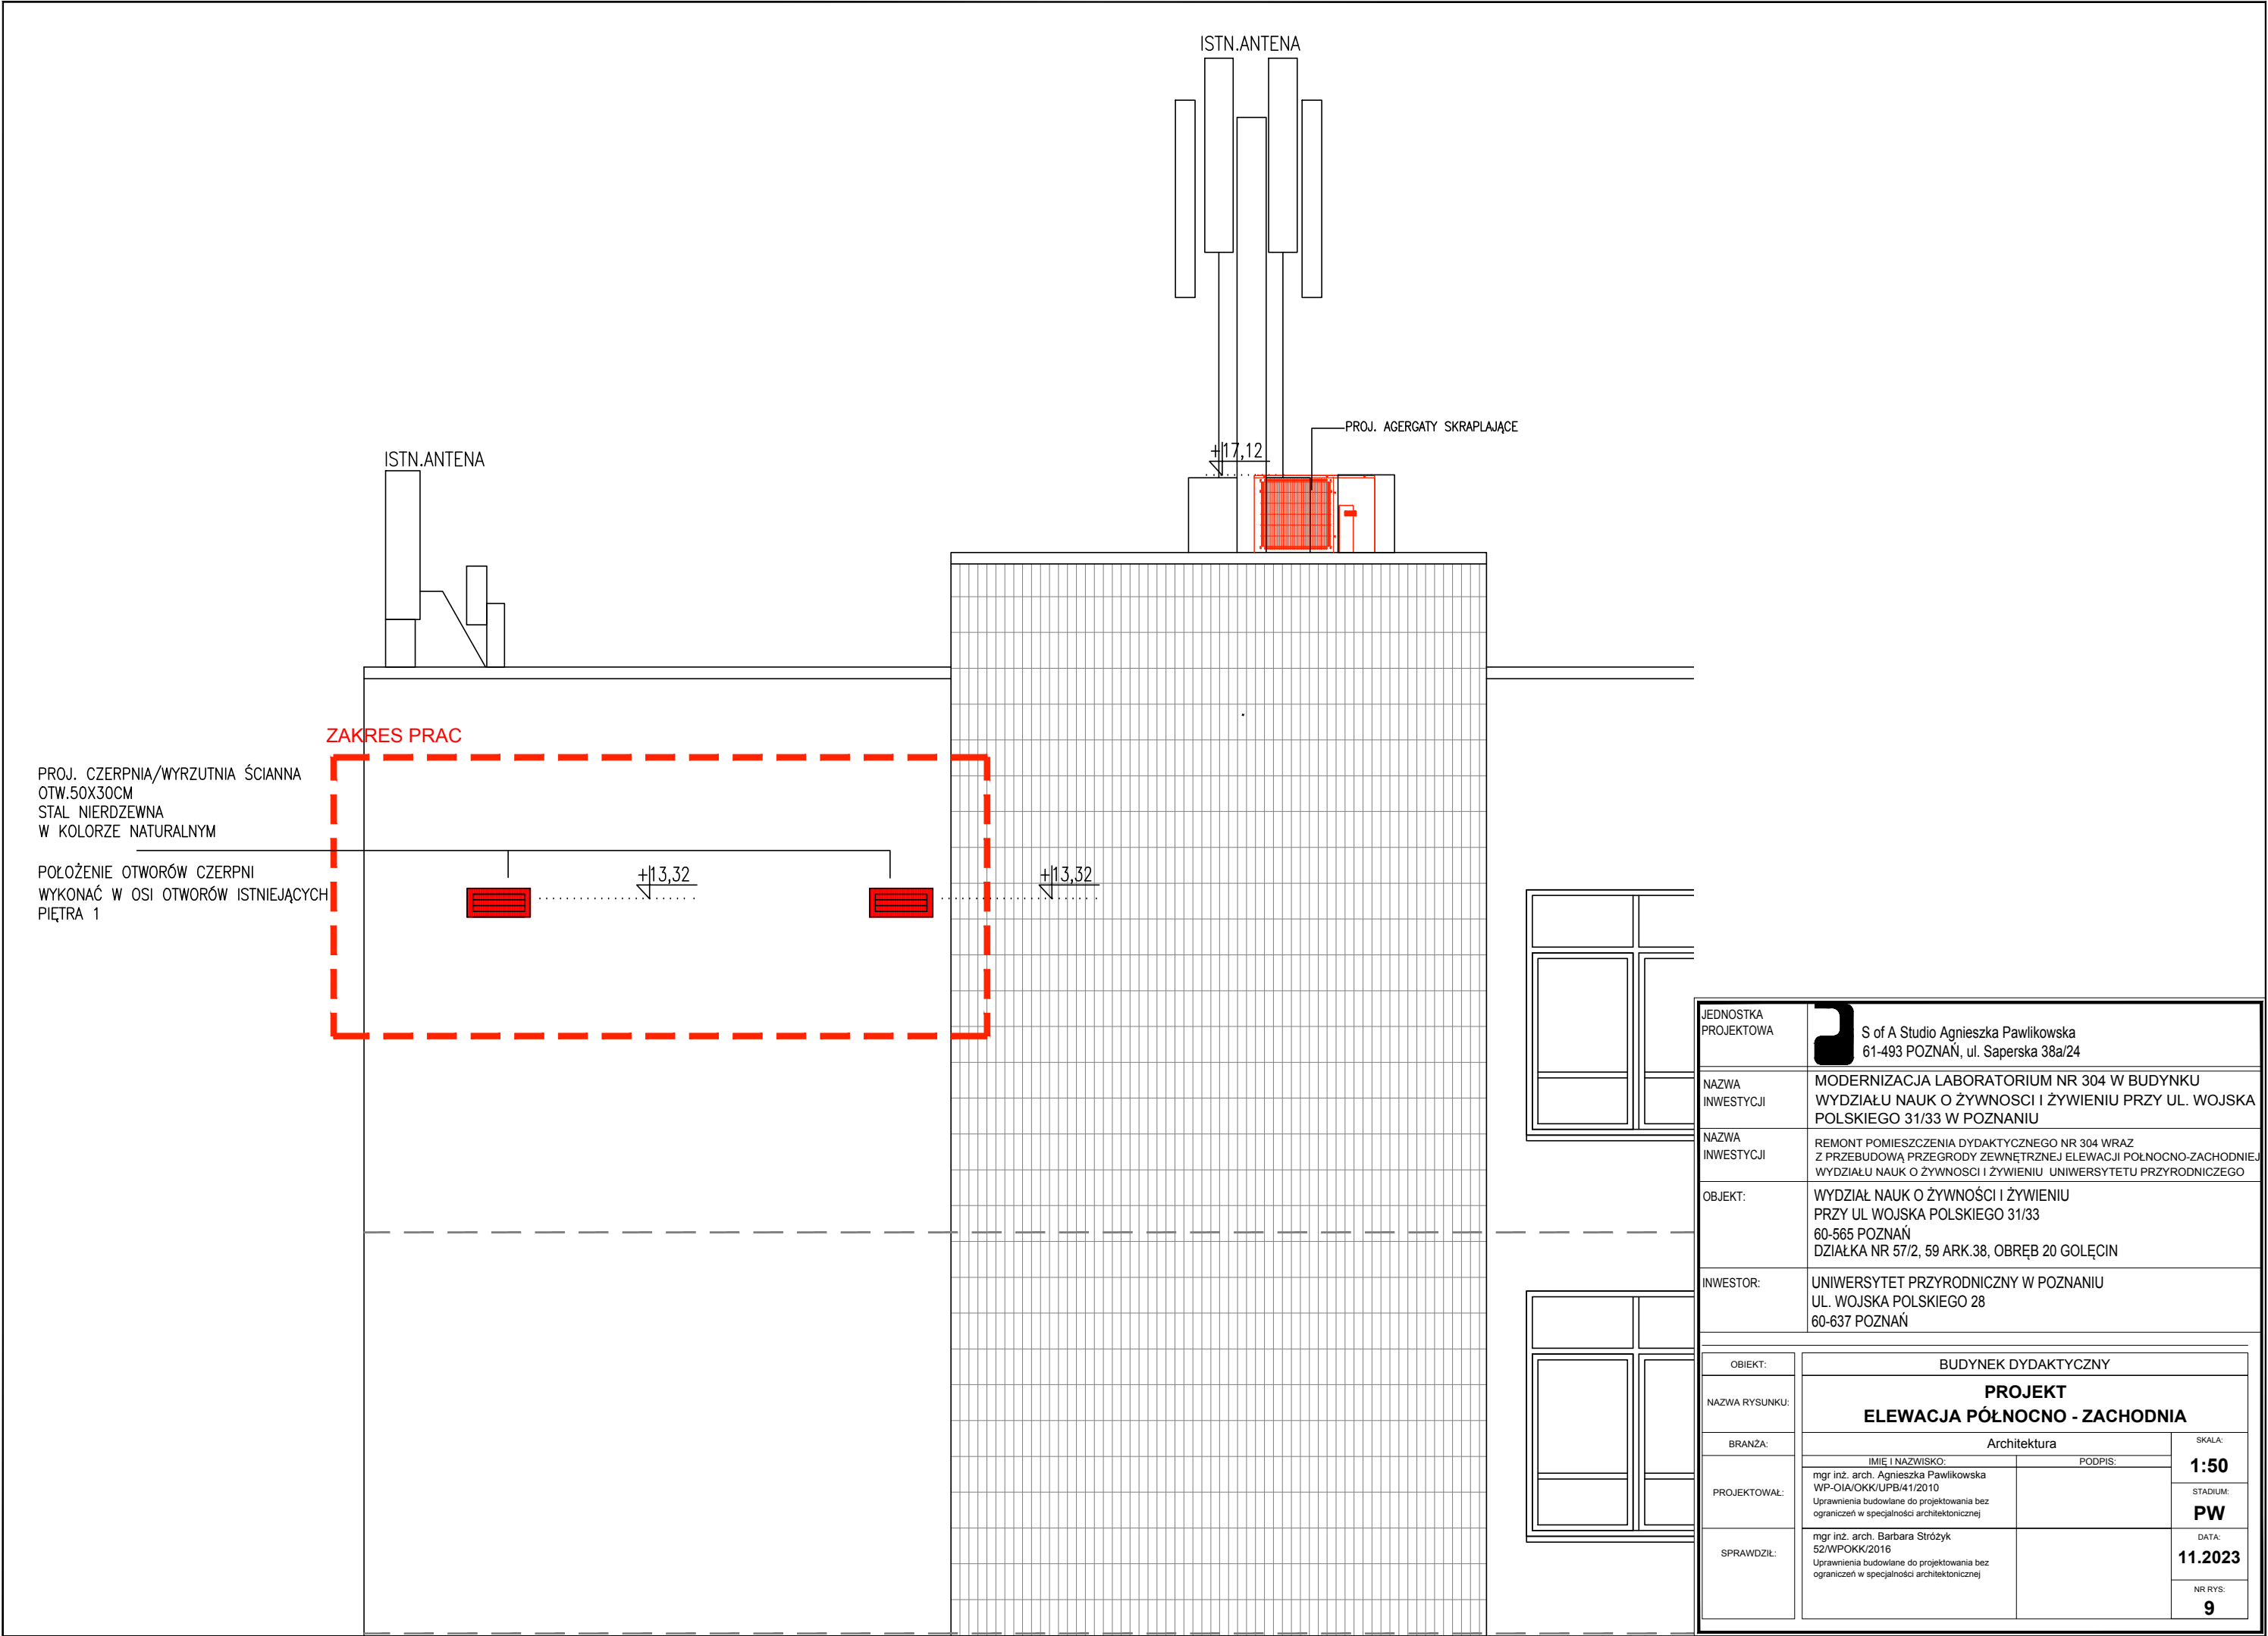 ISTN.ANTENA
PROJ. AGERGATY SKRAPLAJĄCE
+17,12
ISTN.ANTENA
ZAKRES PRAC
PROJ. CZERPNIA/WYRZUTNIA ŚCIANNA
OTW.50X30CM
STAL NIERDZEWNA
W KOLORZE NATURALNYM
POŁOŻENIE OTWORÓW CZERPNI
WYKONAĆ W OSI OTWORÓW ISTNIEJĄCYCH
PIĘTRA 1
+13,32
+13,32
JEDNOSTKA
PROJEKTOWA
S of A Studio Agnieszka Pawlikowska
61-493 POZNAŃ, ul. Saperska 38a/24
NAZWA
INWESTYCJI
MODERNIZACJA LABORATORIUM NR 304 W BUDYNKU
WYDZIAŁU NAUK O ŻYWNOSCI I ŻYWIENIU PRZY UL. WOJSKA
POLSKIEGO 31/33 W POZNANIU
NAZWA
INWESTYCJI
REMONT POMIESZCZENIA DYDAKTYCZNEGO NR 304 WRAZ
Z PRZEBUDOWĄ PRZEGRODY ZEWNĘTRZNEJ ELEWACJI POŁNOCNO-ZACHODNIEJ
WYDZIAŁU NAUK O ŻYWNOSCI I ŻYWIENIU UNIWERSYTETU PRZYRODNICZEGO
OBJEKT:
WYDZIAŁ NAUK O ŻYWNOŚCI I ŻYWIENIU
PRZY UL WOJSKA POLSKIEGO 31/33
60-565 POZNAŃ
DZIAŁKA NR 57/2, 59 ARK.38, OBRĘB 20 GOLĘCIN
INWESTOR:
UNIWERSYTET PRZYRODNICZNY W POZNANIU
UL. WOJSKA POLSKIEGO 28
60-637 POZNAŃ
OBIEKT:
BUDYNEK DYDAKTYCZNY
NAZWA RYSUNKU:
PROJEKT
ELEWACJA PÓŁNOCNO - ZACHODNIA
BRANŻA:
Architektura
SKALA:
1:50
IMIĘ I NAZWISKO:
PODPIS:
PROJEKTOWAŁ:
mgr inż. arch. Agnieszka Pawlikowska
WP-OIA/OKK/UPB/41/2010
Uprawnienia budowlane do projektowania bez
ograniczeń w specjalności architektonicznej
STADIUM:
PW
SPRAWDZIŁ:
mgr inż. arch. Barbara Stróżyk
52/WPOKK/2016
Uprawnienia budowlane do projektowania bez
ograniczeń w specjalności architektonicznej
DATA:
11.2023
NR RYS:
9